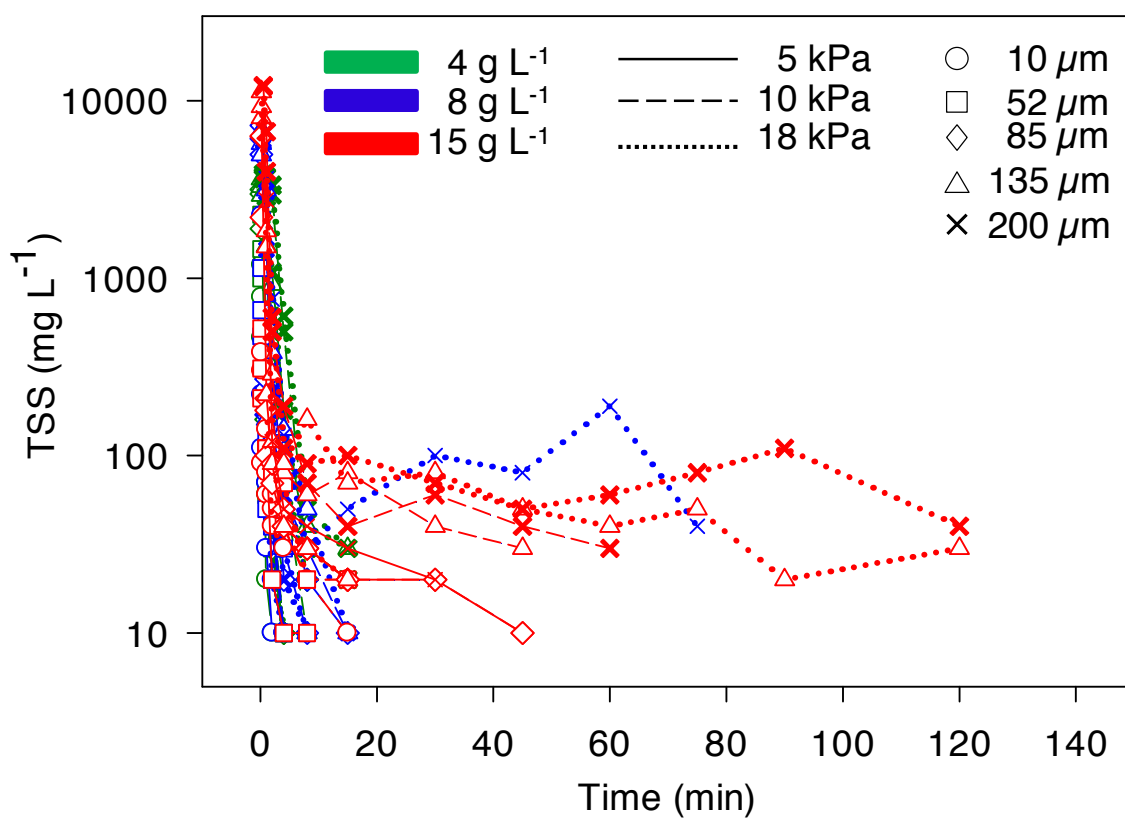 4 g L-1 5 kPa 10 µm
8 g L-1 10 kPa 52 µm
15 g L-1 18 kPa 85 µm
135 µm
200 µm
10000
1000
100
10
TSS (mg L-1)
0 20 40 60 80 100 120 140
Time (min)